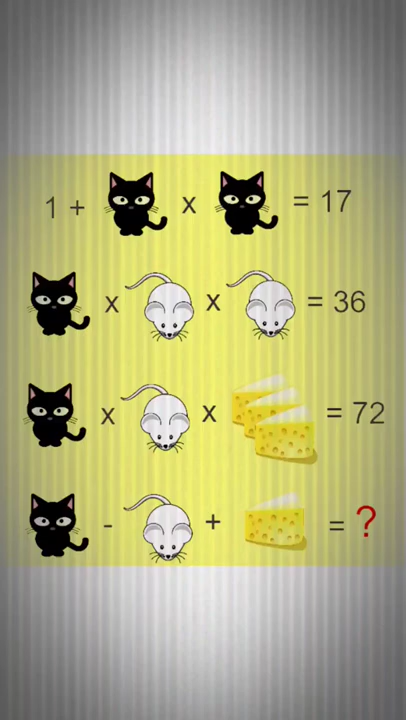 1 + x = 17
x x = 36
x x = 72
- + = ?